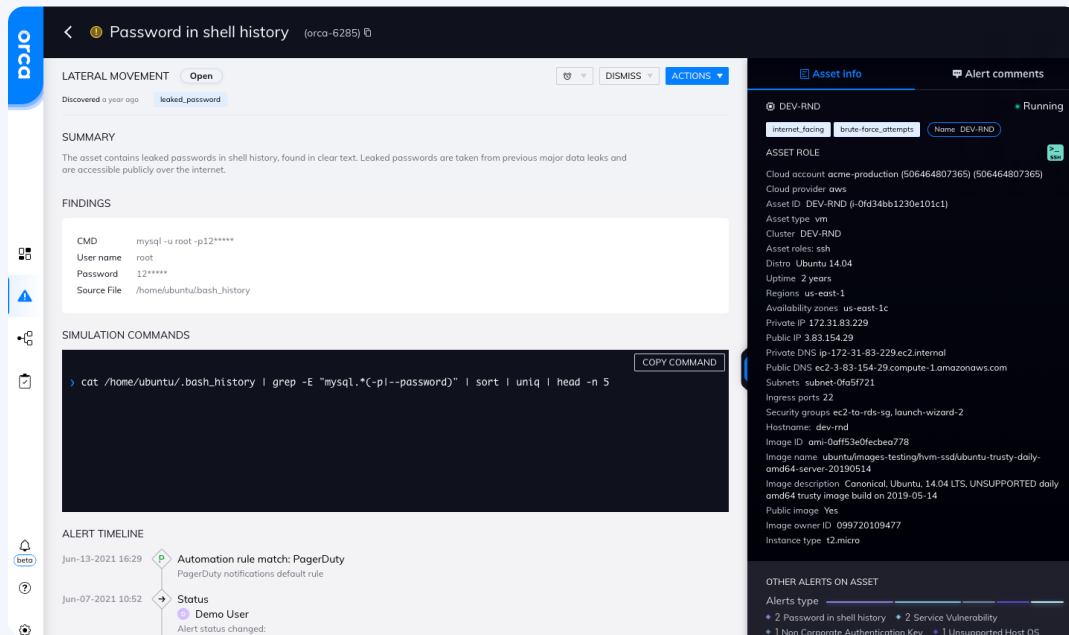 orca
Password in shell history (orca-6285)
LATERAL MOVEMENT Open
DISMISS
ACTIONS
Discovered a year ago leaked_password
SUMMARY
The asset contains leaked passwords in shell history, found in clear text. Leaked passwords are taken from previous major data leaks and
are accessible publicly over the internet.
FINDINGS
CMD mysql -u root -p12*****
User name root
Password 12*****
Source File /home/ubuntu/.bash_history
SIMULATION COMMANDS
COPY COMMAND
❯ cat /home/ubuntu/.bash_history | grep -E "mysql.*(-p|--password)" | sort | uniq | head -n 5
ALERT TIMELINE
Jun-13-2021 16:29 P Automation rule match: PagerDuty
PagerDuty notifications default rule
Jun-07-2021 10:52 Status
Demo User
Alert status changed:
beta
Asset info
Alert comments
DEV-RND Running
internet_facing brute-force_attempts Name DEV-RND
ASSET ROLE
>_ SSH
Cloud account acme-production (506464807365) (506464807365)
Cloud provider aws
Asset ID DEV-RND (i-0fd34bb1230e101c1)
Asset type vm
Cluster DEV-RND
Asset roles: ssh
Distro Ubuntu 14.04
Uptime 2 years
Regions us-east-1
Availability zones us-east-1c
Private IP 172.31.83.229
Public IP 3.83.154.29
Private DNS ip-172-31-83-229.ec2.internal
Public DNS ec2-3-83-154-29.compute-1.amazonaws.com
Subnets subnet-0fa5f721
Ingress ports 22
Security groups ec2-to-rds-sg, launch-wizard-2
Hostname: dev-rnd
Image ID ami-0aff53e0fecbea778
Image name ubuntu/images-testing/hvm-ssd/ubuntu-trusty-daily-
amd64-server-20190514
Image description Canonical, Ubuntu, 14.04 LTS, UNSUPPORTED daily
amd64 trusty image build on 2019-05-14
Public image Yes
Image owner ID 099720109477
Instance type t2.micro
OTHER ALERTS ON ASSET
Alerts type
2 Password in shell history 2 Service Vulnerability
1 Non Corporate Authentication Key 1 Unsupported Host OS